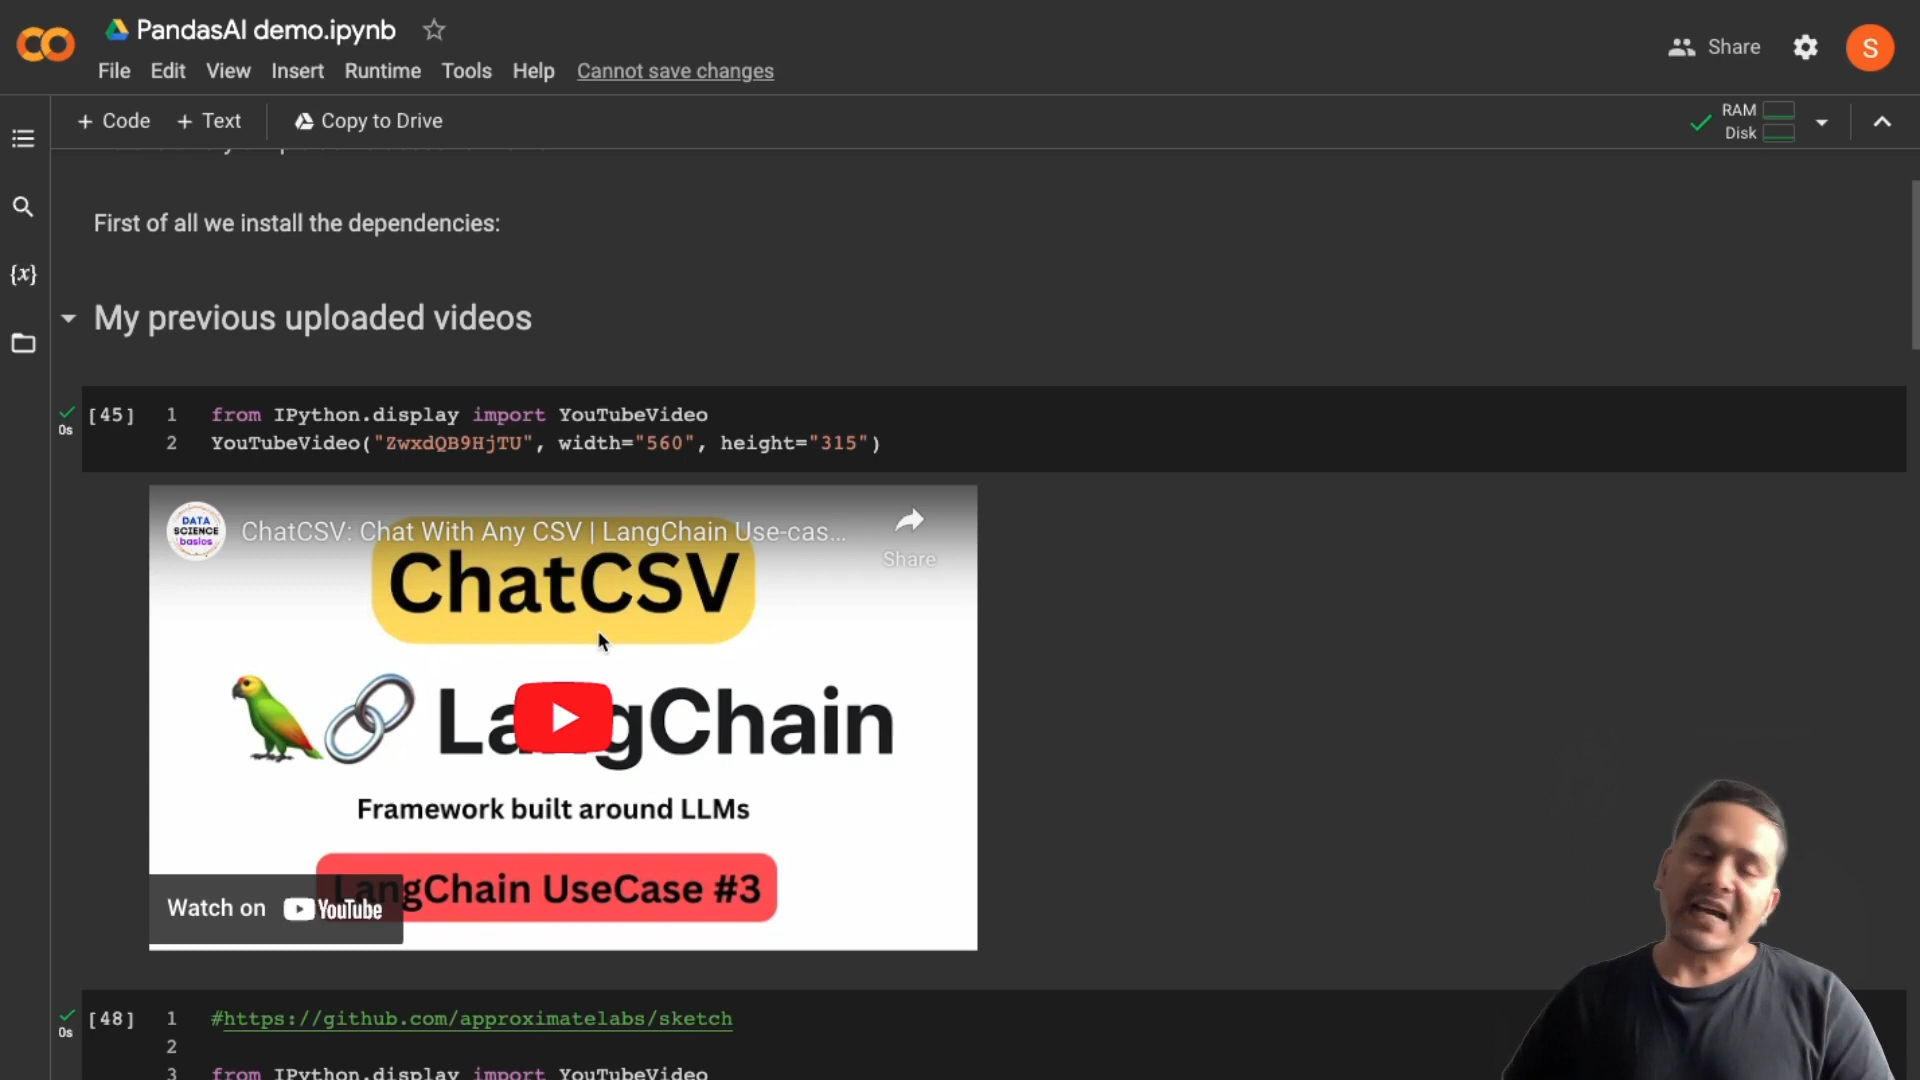 PandasAI demo.ipynb
Share
S
File Edit View Insert Runtime Tools Help Cannot save changes
+ Code + Text Copy to Drive
RAM
Disk
First of all we install the dependencies:
{x}
My previous uploaded videos
[45] 1 from IPython.display import YouTubeVideo
0s
2 YouTubeVideo("ZwxdQB9HjTU", width="560", height="315")
DATA
SCIENCE
basics
ChatCSV: Chat With Any CSV | LangChain Use-cas...
Share
ChatCSV
LangChain
Framework built around LLMs
LangChain UseCase #3
Watch on YouTube
[48] 1 #https://github.com/approximatelabs/sketch
0s
2
3 from IPython.display import YouTubeVideo